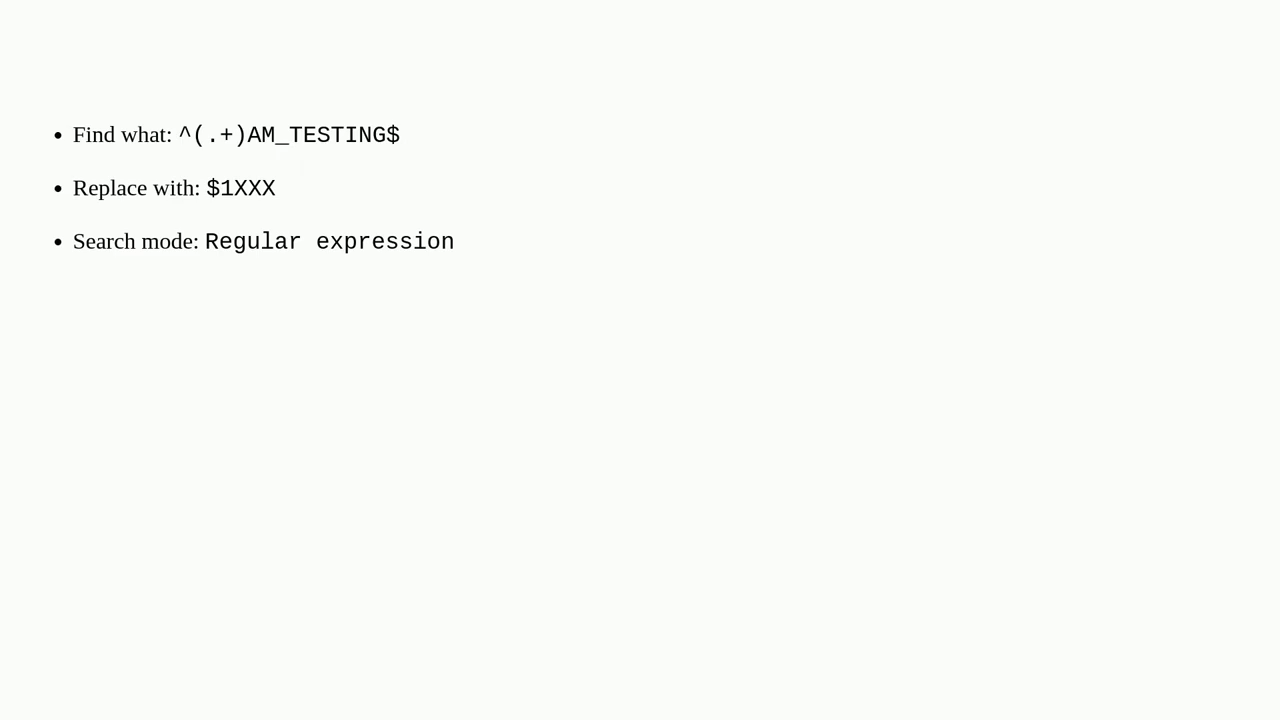 • Find what: ^(.+)AM_TESTING$
• Replace with: $1XXX
• Search mode: Regular expression